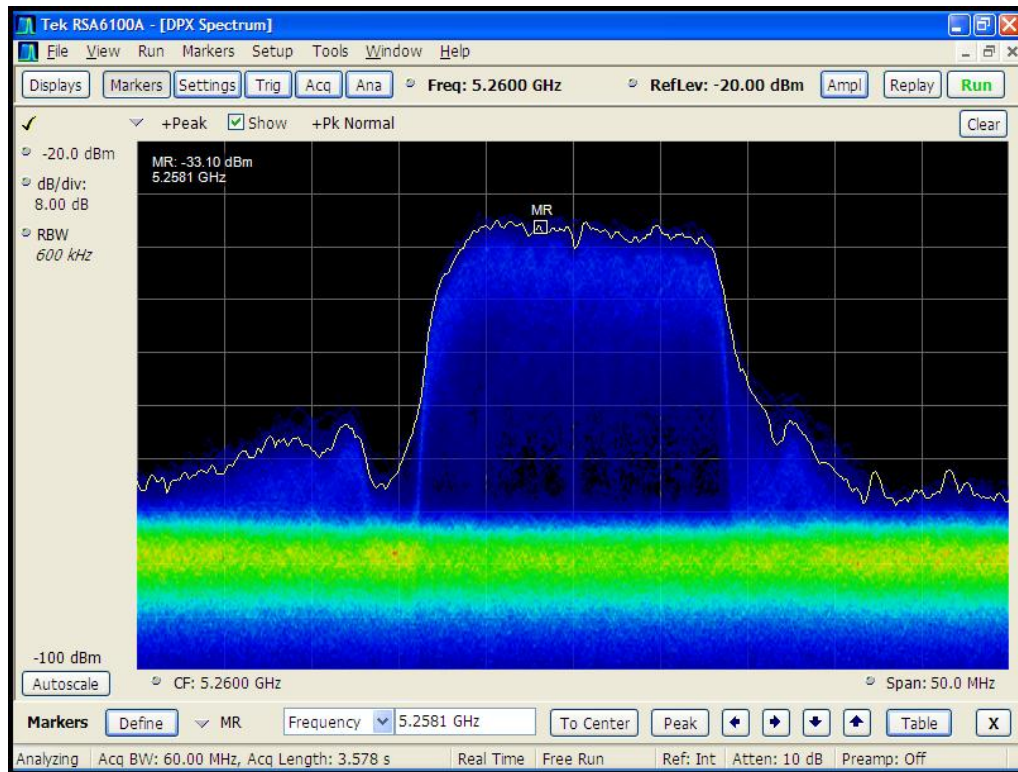 Tek RSA6100A - [DPX Spectrum]
File View Run Markers Setup Tools Window Help
Displays Markers Settings Trig Acq Ana Freq: 5.2600 GHz RefLev: -20.00 dBm Ampl Replay Run
+Peak Show +Pk Normal Clear
-20.0 dBm
dB/div:
8.00 dB
RBW
600 kHz
MR: -33.10 dBm
5.2581 GHz
MR
-100 dBm
Autoscale CF: 5.2600 GHz Span: 50.0 MHz
Markers Define MR Frequency 5.2581 GHz To Center Peak Table X
Analyzing Acq BW: 60.00 MHz, Acq Length: 3.578 s Real Time Free Run Ref: Int Atten: 10 dB Preamp: Off